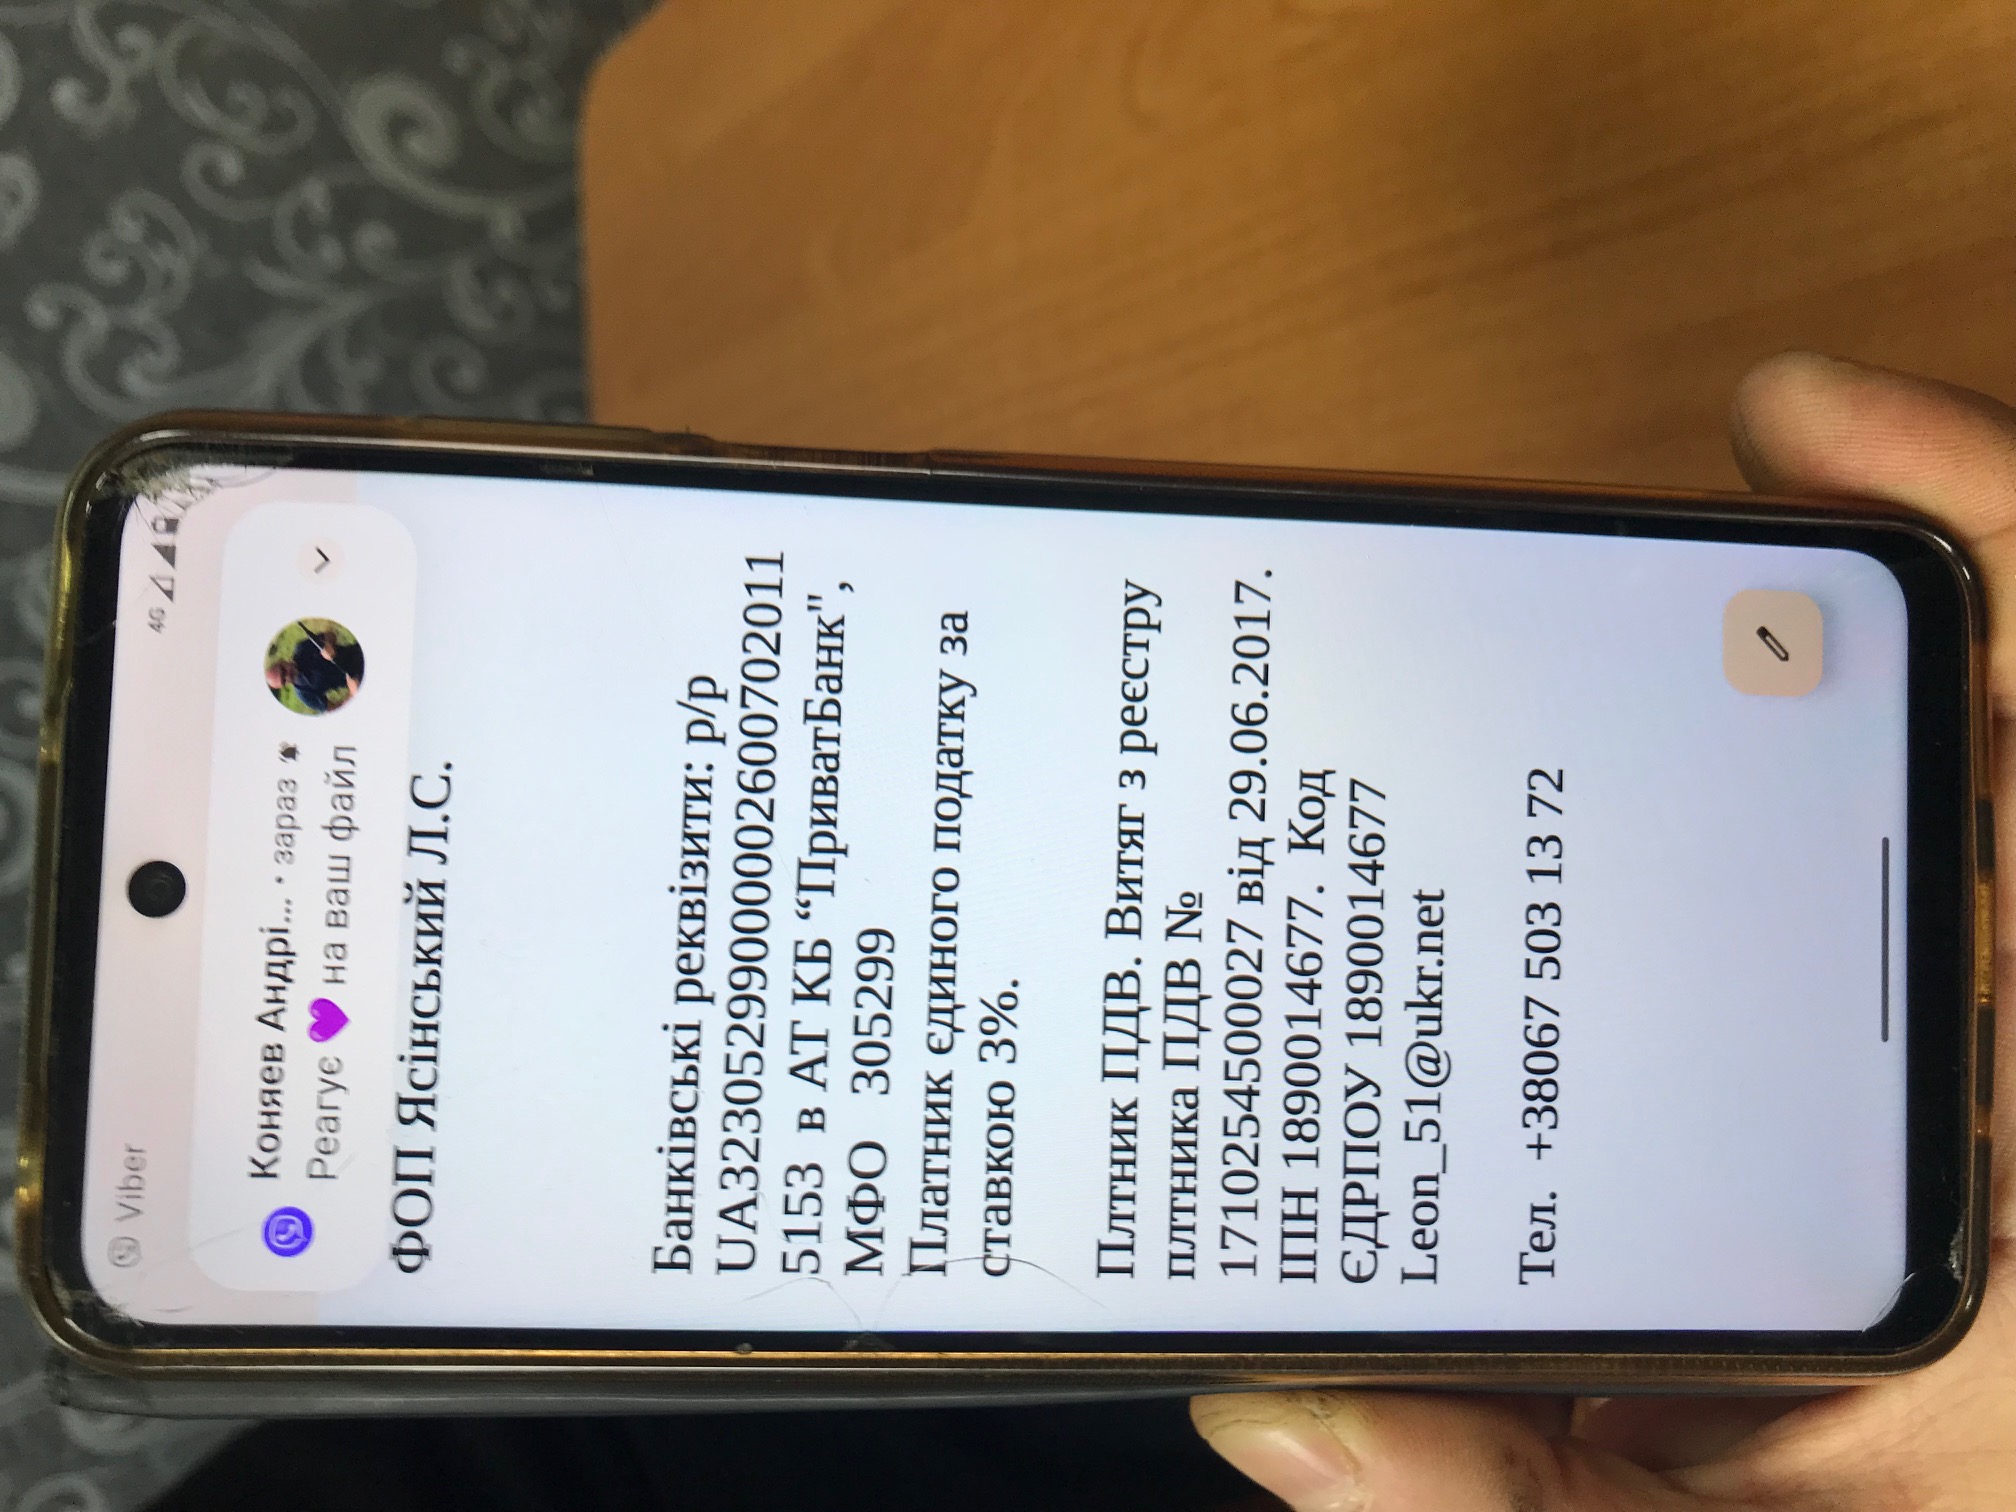 Viber
4G
Коняев Андрі... • зараз
Реагує 💜 на ваш файл
ФОП Ясінський Л.С.
Банківські реквізити: р/р
UA323052990000002600702011
5153 в АТ КБ “ПриватБанк",
МФО 305299
Платник єдиного податку за
ставкою 3%.
Плтник ПДВ. Витяг з реєстру
плтника ПДВ №
1710254500027 від 29.06.2017.
ІПН 1890014677. Код
ЄДРПОУ 1890014677
Leon_51@ukr.net
Тел. +38067 503 13 72